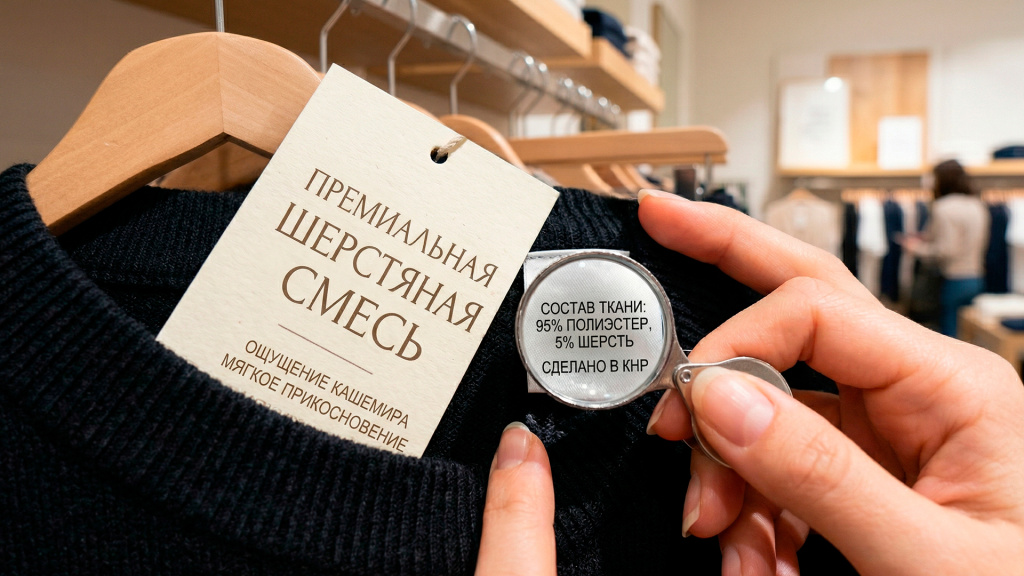 ПРЕМИАЛЬНАЯ
ШЕРСТЯНАЯ
СМЕСЬ
ОЩУЩЕНИЕ КАШЕМИРА
МЯГКОЕ ПРИКОСНОВЕНИЕ
СОСТАВ ТКАНИ:
95% ПОЛИЭСТЕР,
5% ШЕРСТЬ
СДЕЛАНО В КНР